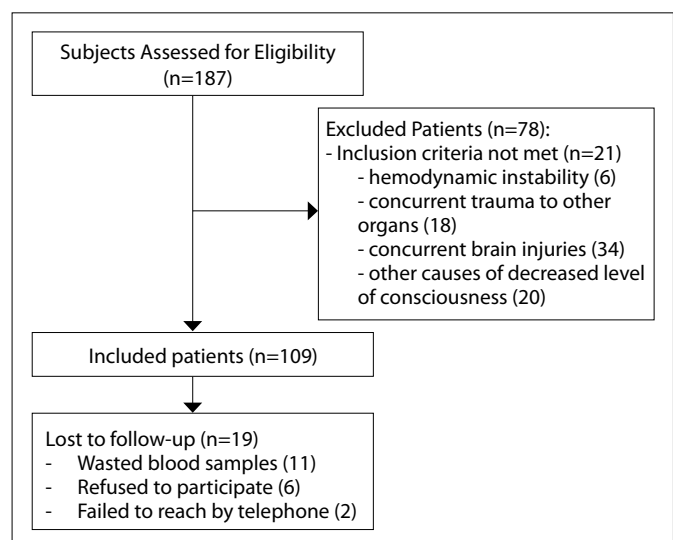 Subjects Assessed for Eligibility
(n=187)
Excluded Patients (n=78):
- Inclusion criteria not met (n=21)
- hemodynamic instability (6)
- concurrent trauma to other
organs (18)
- concurrent brain injuries (34)
- other causes of decreased level
of consciousness (20)
Included patients (n=109)
Lost to follow-up (n=19)
- Wasted blood samples (11)
- Refused to participate (6)
- Failed to reach by telephone (2)